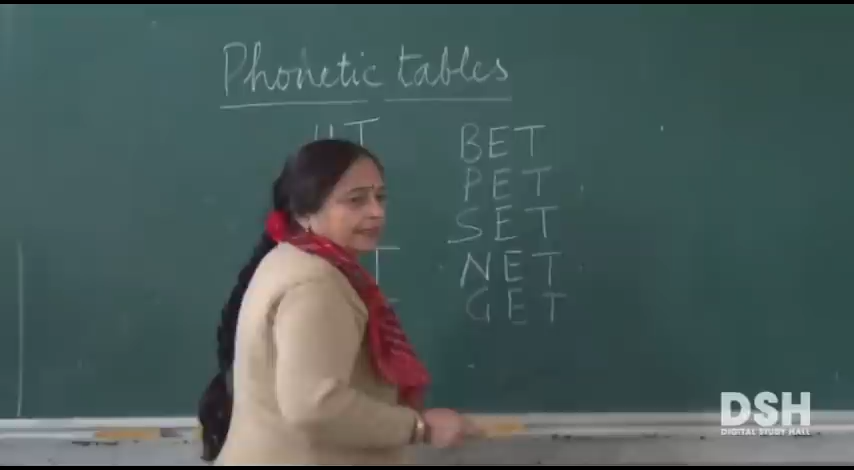 Phonetic tables
BET
PET
SET
NET
GET
DSH
DIGITAL STUDY HALL